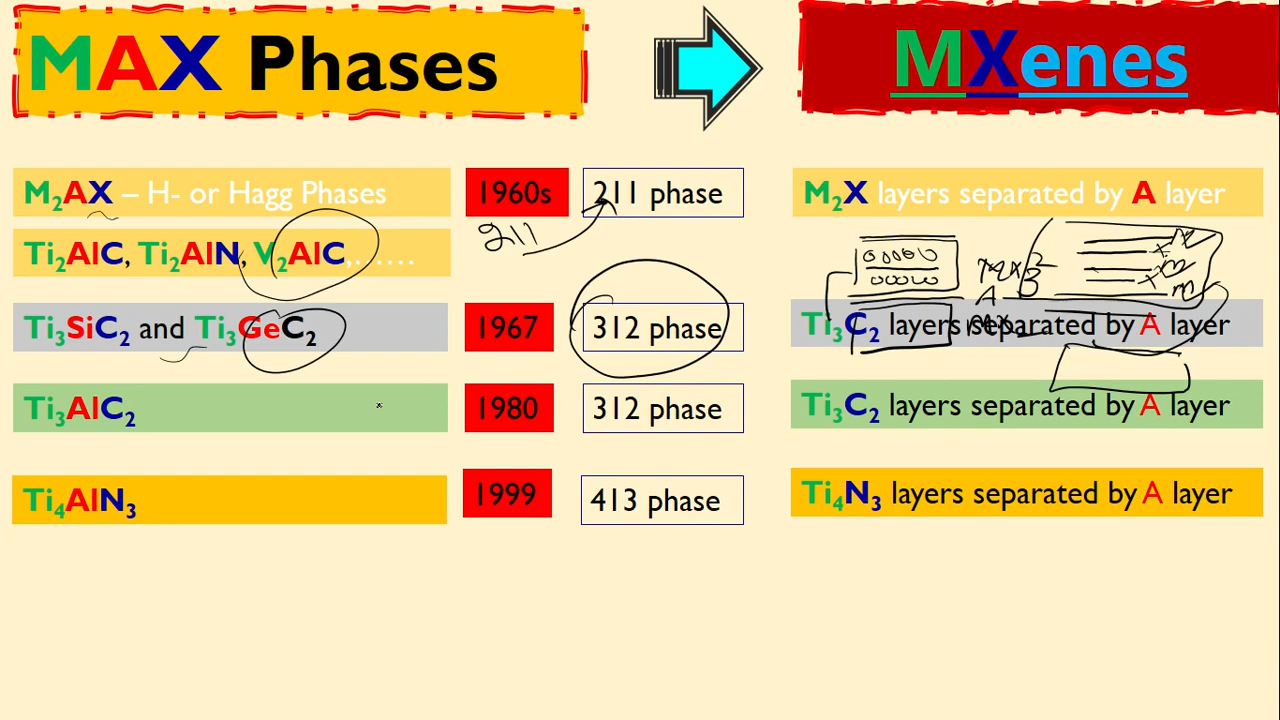 MAX Phases
MXenes
M₂AX – H- or Hagg Phases
1960s
211 phase
M₂X layers separated by A layer
211
Ti₂AlC, Ti₂AlN, V₂AlC,......
Ti₃SiC₂ and Ti₃GeC₂
1967
312 phase
Ti₃C₂ layers separated by A layer
Ti₃AlC₂
1980
312 phase
Ti₃C₂ layers separated by A layer
Ti₄AlN₃
1999
413 phase
Ti₄N₃ layers separated by A layer